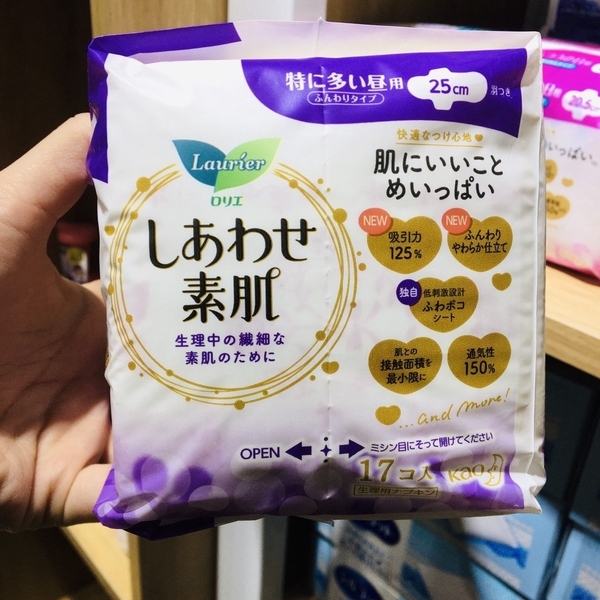 特に多い昼用
ふんわりタイプ
25cm
羽つき
快適なつけ心地
肌にいいこと
めいっぱい
Laurier
ロリエ
しあわせ
素肌
生理中の繊細な
素肌のために
NEW
吸引力
125%
NEW
ふんわり
やわらか仕立て
独自
低刺激設計
ふわポコ
シート
肌との
接触面積を
最小限に
通気性
150%
...and more!
OPEN
ミシン目にそって開けてください
17コ入
生理用ナプキン
kao